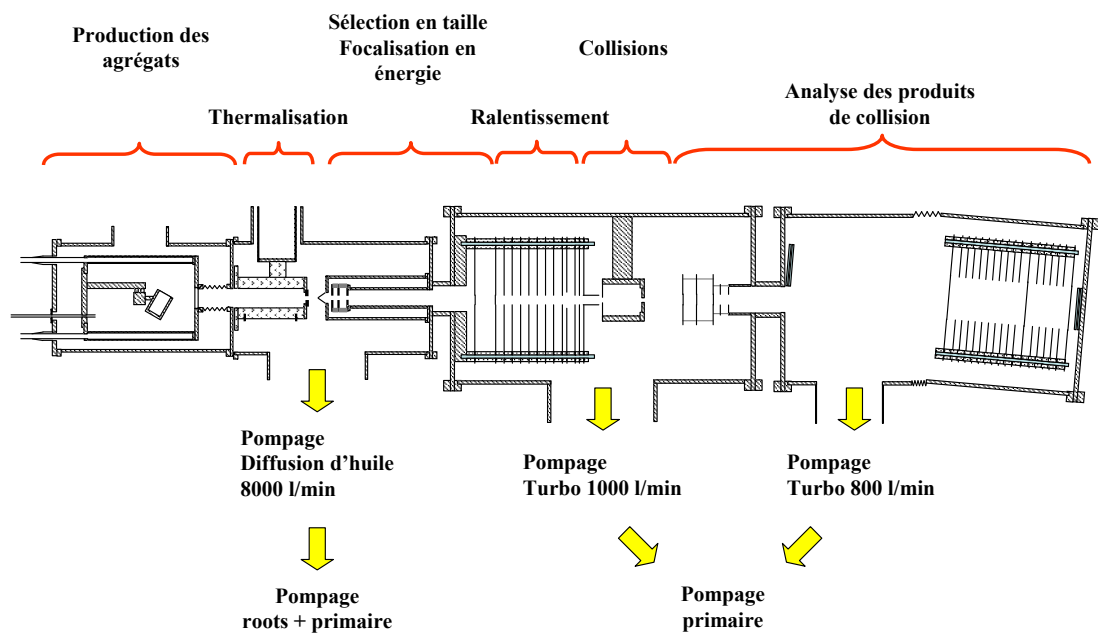 Production des
agrégats
Sélection en taille
Focalisation en
énergie
Collisions
Thermalisation
Ralentissement
Analyse des produits
de collision
Pompage
Diffusion d'huile
8000 l/min
Pompage
Turbo 1000 l/min
Pompage
Turbo 800 l/min
Pompage
roots + primaire
Pompage
primaire